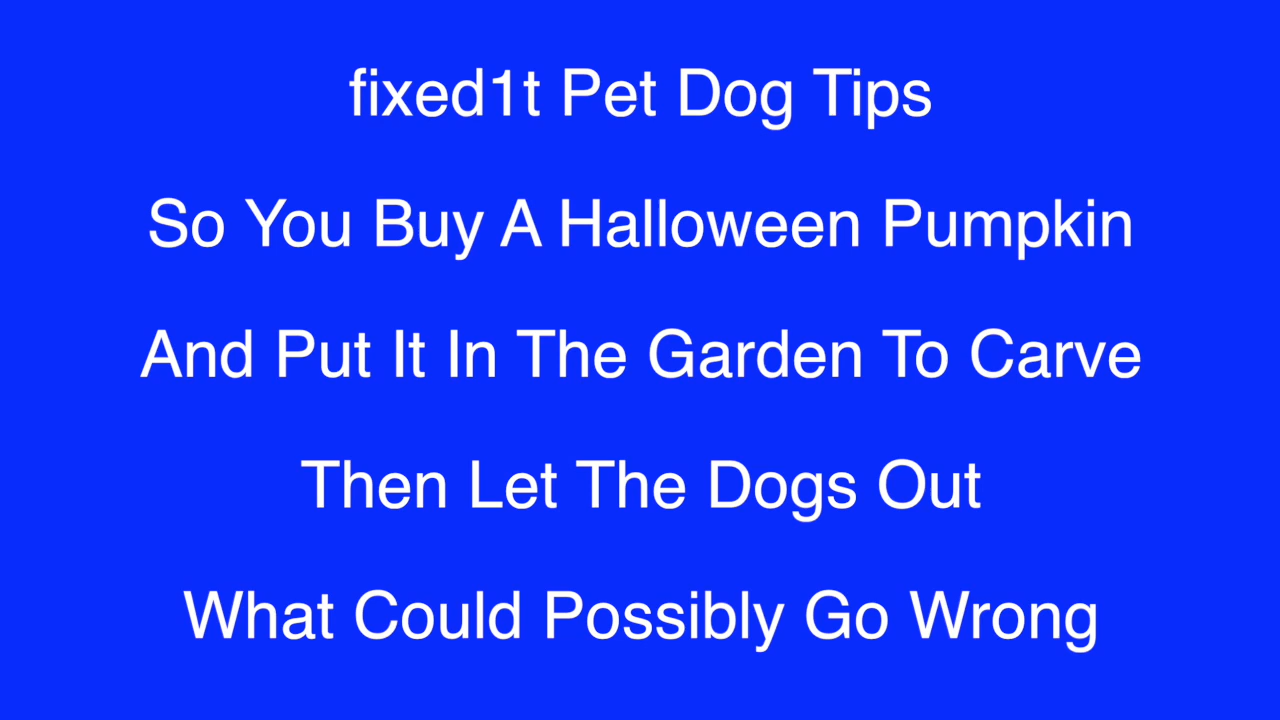 fixed1t Pet Dog Tips
So You Buy A Halloween Pumpkin
And Put It In The Garden To Carve
Then Let The Dogs Out
What Could Possibly Go Wrong